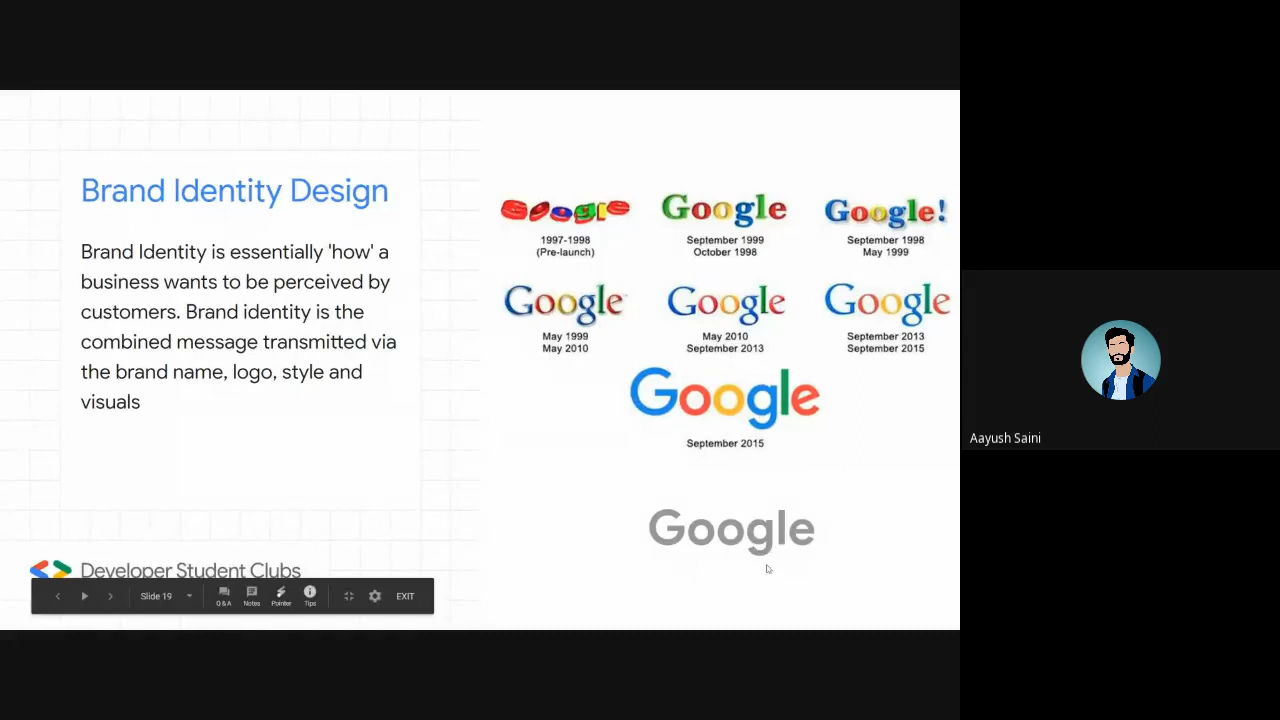 Brand Identity Design
Brand Identity is essentially 'how' a
business wants to be perceived by
customers. Brand identity is the
combined message transmitted via
the brand name, logo, style and
visuals
Google
1997-1998
(Pre-launch)
Google
September 1999
October 1998
Google!
September 1998
May 1999
Google
May 1999
May 2010
Google
May 2010
September 2013
Google
September 2013
September 2015
Google
September 2015
Google
Developer Student Clubs
Slide 19
Q&A
Notes
Pointer
Tips
EXIT
Aayush Saini